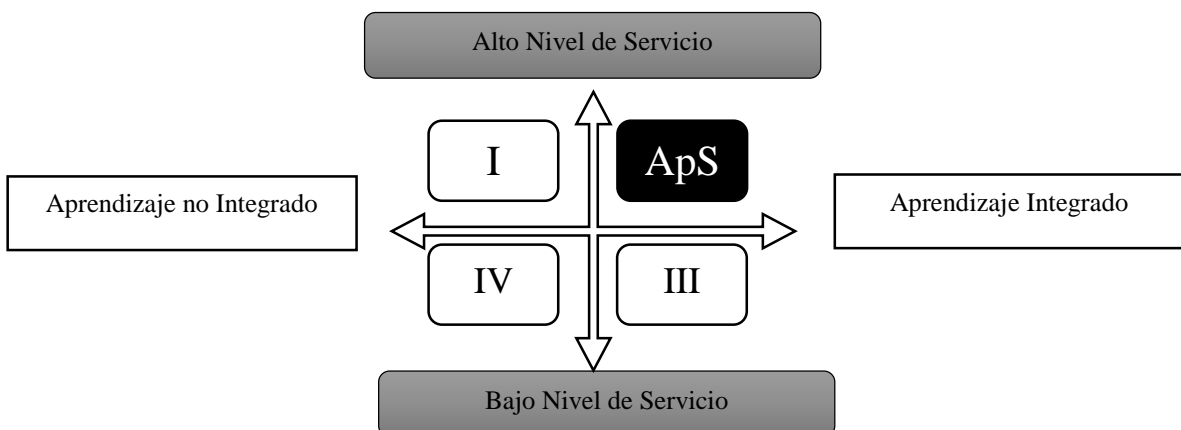 Alto Nivel de Servicio
I
ApS
Aprendizaje no Integrado
Aprendizaje Integrado
IV
III
Bajo Nivel de Servicio